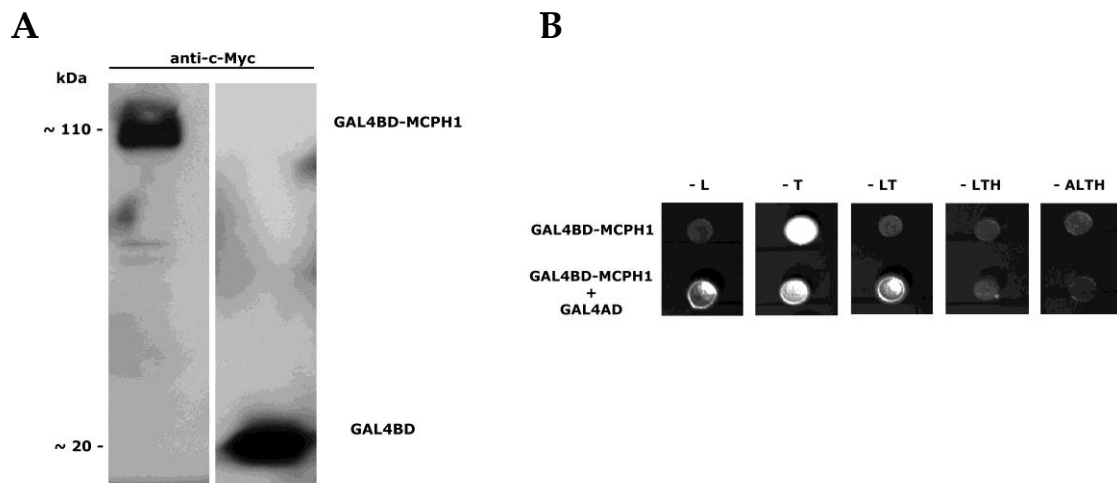 A
anti-c-Myc
kDa
~ 110 -
GAL4BD-MCPH1
~ 20 -
GAL4BD
B
- L - T - LT - LTH - ALTH
GAL4BD-MCPH1
GAL4BD-MCPH1
+
GAL4AD